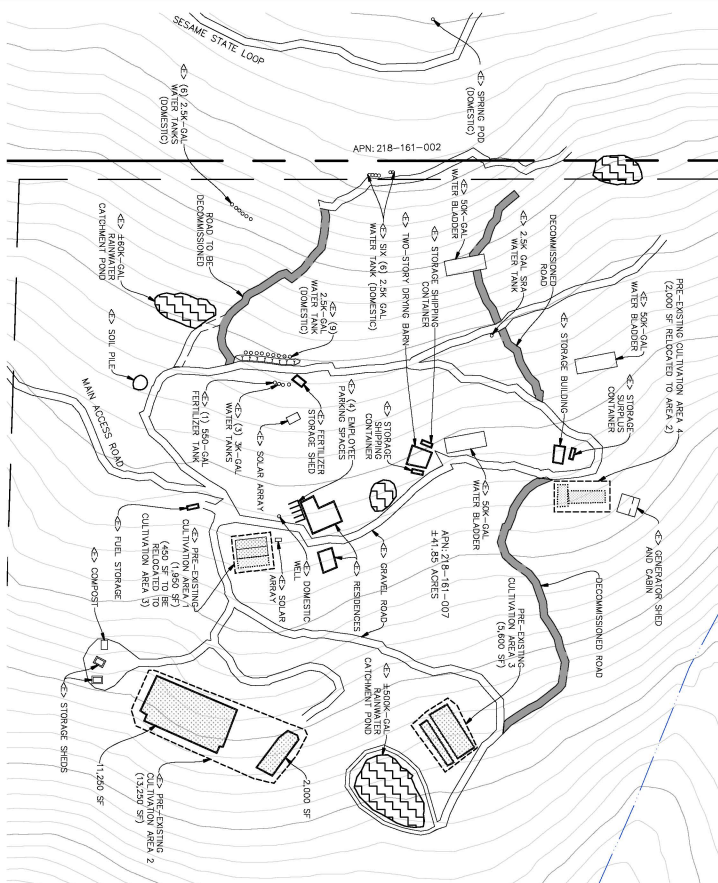 SESAME STATE LOOP
<E> SPRING POD
(DOMESTIC)
<E> (6) 2.5K-GAL
WATER TANKS
(DOMESTIC)
APN: 218-161-002
ROAD TO BE
DECOMMISSIONED
<E> ±60K-GAL
RAINWATER
CATCHMENT POND
<E> SOIL PILE
MAIN ACCESS ROAD
<E> SIX (6) 2.5K GAL
WATER TANK (DOMESTIC)
<E> (9)
2.5K-GAL
WATER TANK
(DOMESTIC)
<E> 50K-GAL
WATER BLADDER
<E> STORAGE SHIPPING
CONTAINER
<E> TWO-STORY DRYING BARN
<E> 2.5K GAL SRA
WATER TANK
DECOMMISSIONED
ROAD
<E> STORAGE BUILDING
<E> 50K-GAL
WATER BLADDER
<E> STORAGE
SURPLUS
CONTAINER
PRE-EXISTING CULTIVATION AREA 4
(2,000 SF RELOCATED TO AREA 2)
<E> FERTILIZER
STORAGE SHED
<E> (3) 3K-GAL
WATER TANKS
<E> (1) 550-GAL
FERTILIZER TANK
<E> SOLAR ARRAY
<E> (4) EMPLOYEE
PARKING SPACES
<E> STORAGE
SHIPPING
CONTAINER
<E> 50K-GAL
WATER BLADDER
APN: 218-161-007
±41.85 ACRES
<E> GENERATOR SHED
AND CABIN
DECOMMISSIONED ROAD
<E> GRAVEL ROAD
<E> RESIDENCES
<E> DOMESTIC
WELL
<E> SOLAR
ARRAY
<E> PRE-EXISTING
CULTIVATION AREA 1
(1,950 SF)
(450 SF TO BE
RELOCATED TO
CULTIVATION AREA 3)
<E> FUEL STORAGE
<E> COMPOST
<E> STORAGE SHEDS
PRE-EXISTING
CULTIVATION AREA 3
(5,600 SF)
<E> ±500K-GAL
RAINWATER
CATCHMENT POND
2,000 SF
<E> PRE-EXISTING
CULTIVATION AREA 2
(13,250 SF)
11,250 SF